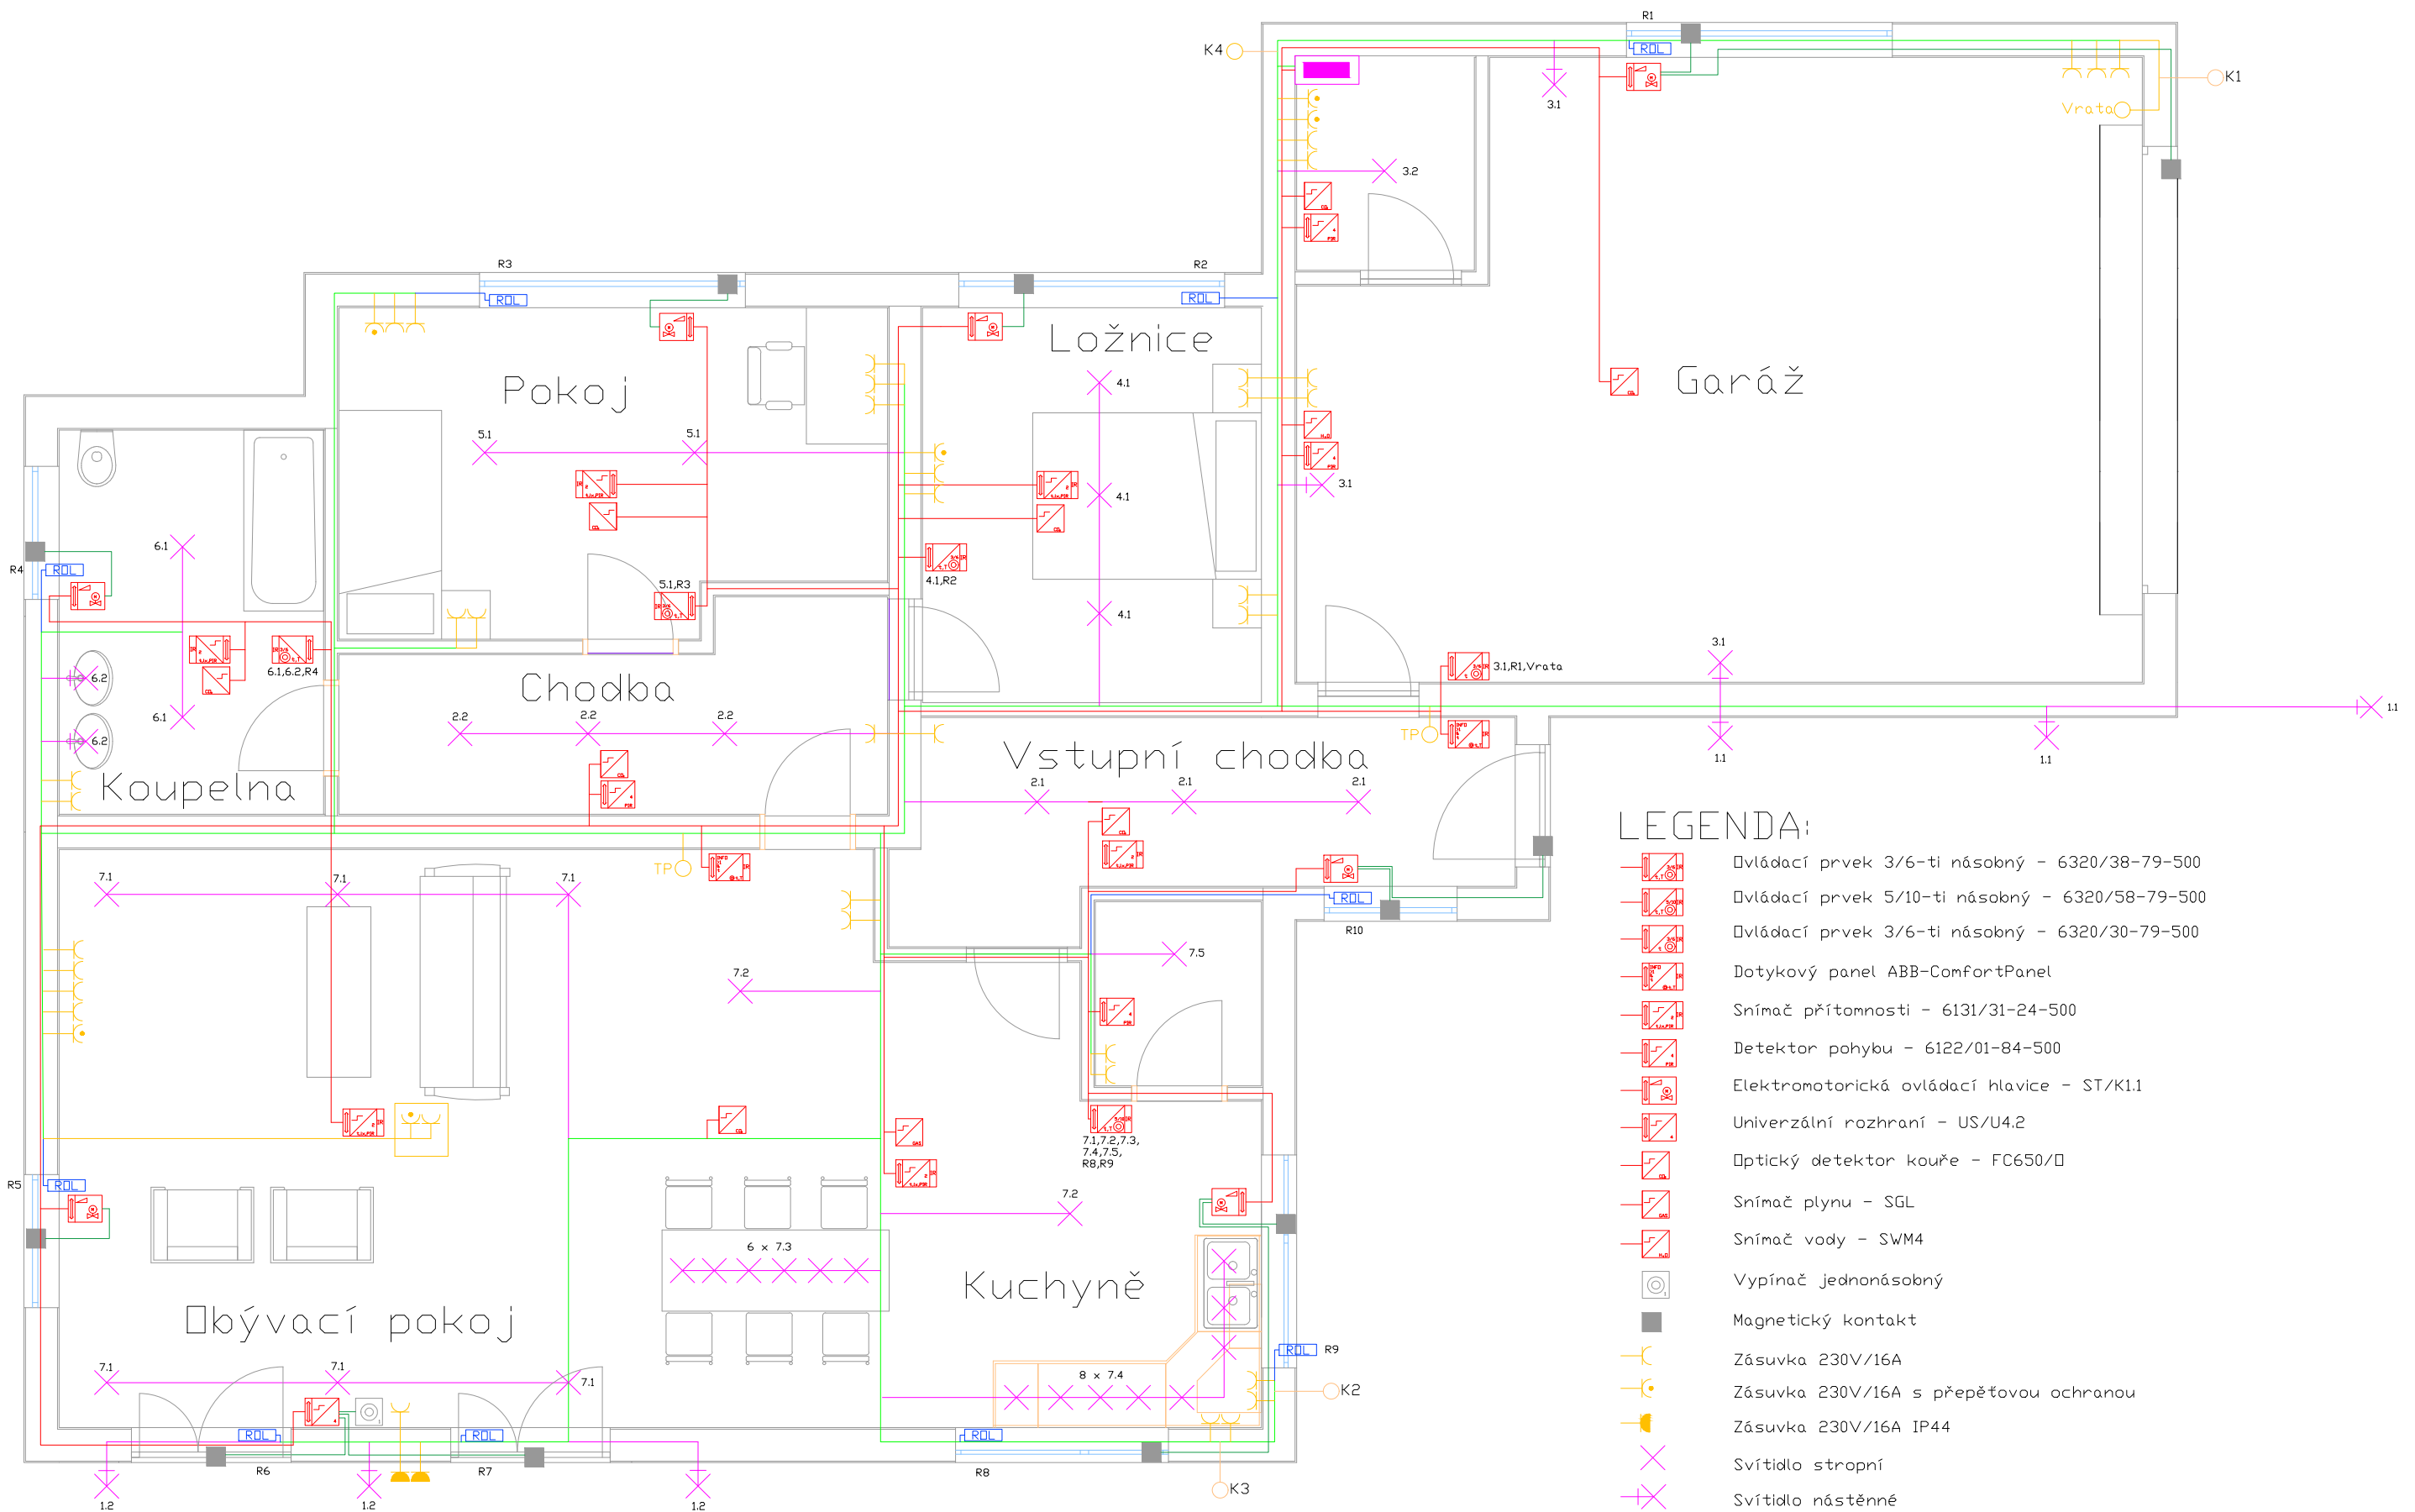 R1
K4
ROL
K1
3.1
Vrata
3.2
R3
R2
ROL
ROL
Ložnice
Pokoj
Garáž
4.1
5.1
5.1
4.1
3.1
6.1
R4
ROL
4.1,R2
5.1,R3
4.1
3.1
3.1,R1,Vrata
6.1,6.2,R4
6.2
Chodba
6.1
2.2
2.2
2.2
1.1
6.2
TP
Vstupní chodba
1.1
1.1
Koupelna
2.1
2.1
2.1
TP
7.1
7.1
7.1
ROL
R10
7.2
7.5
7.1,7.2,7.3,
7.4,7.5,
R8,R9
R5
ROL
7.2
6 x 7.3
Kuchyně
Obývací pokoj
ROL
R9
7.1
7.1
7.1
8 x 7.4
K2
ROL
ROL
ROL
R6
R7
R8
K3
1.2
1.2
1.2
LEGENDA:
Ovládací prvek 3/6-ti násobný - 6320/38-79-500
Ovládací prvek 5/10-ti násobný - 6320/58-79-500
Ovládací prvek 3/6-ti násobný - 6320/30-79-500
Dotykový panel ABB-ComfortPanel
Snímač přítomnosti - 6131/31-24-500
Detektor pohybu - 6122/01-84-500
Elektromotorická ovládací hlavice - ST/K1.1
Univerzální rozhraní - US/U4.2
Optický detektor kouře - FC650/O
Snímač plynu - SGL
Snímač vody - SWM4
Vypínač jednonásobný
Magnetický kontakt
Zásuvka 230V/16A
Zásuvka 230V/16A s přepěťovou ochranou
Zásuvka 230V/16A IP44
Svítidlo stropní
Svítidlo nástěnné